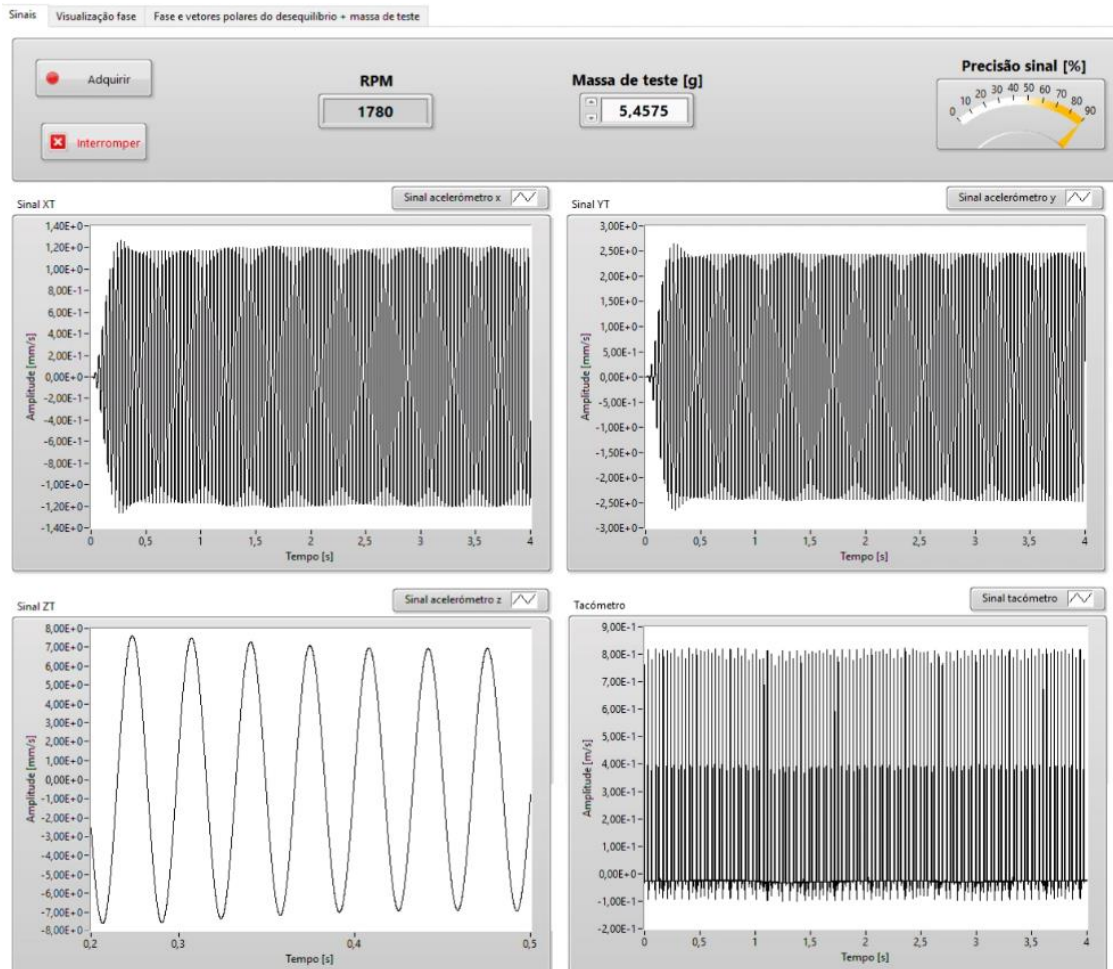 Sinais Visualização fase Fase e vetores polares do desequilíbrio + massa de teste
Adquirir
Interromper
RPM
1780
Massa de teste [g]
5,4575
Precisão sinal [%]
0 10 20 30 40 50 60 70 80 90
Sinal XT
Sinal acelerómetro x
Amplitude [mm/s]
1,40E+0
1,20E+0
1,00E+0
8,00E-1
6,00E-1
4,00E-1
2,00E-1
0,00E+0
-2,00E-1
-4,00E-1
-6,00E-1
-8,00E-1
-1,00E+0
-1,20E+0
-1,40E+0
0 0,5 1 1,5 2 2,5 3 3,5 4
Tempo [s]
Sinal YT
Sinal acelerómetro y
Amplitude [mm/s]
3,00E+0
2,50E+0
2,00E+0
1,50E+0
1,00E+0
5,00E-1
0,00E+0
-5,00E-1
-1,00E+0
-1,50E+0
-2,00E+0
-2,50E+0
-3,00E+0
0 0,5 1 1,5 2 2,5 3 3,5 4
Tempo [s]
Sinal ZT
Sinal acelerómetro z
Amplitude [mm/s]
8,00E+0
7,00E+0
6,00E+0
5,00E+0
4,00E+0
3,00E+0
2,00E+0
1,00E+0
0,00E+0
-1,00E+0
-2,00E+0
-3,00E+0
-4,00E+0
-5,00E+0
-6,00E+0
-7,00E+0
-8,00E+0
0,2 0,3 0,4 0,5
Tempo [s]
Tacómetro
Sinal tacómetro
Amplitude [m/s]
9,00E-1
8,00E-1
7,00E-1
6,00E-1
5,00E-1
4,00E-1
3,00E-1
2,00E-1
1,00E-1
0,00E+0
-1,00E-1
-2,00E-1
0 0,5 1 1,5 2 2,5 3 3,5 4
Tempo [s]